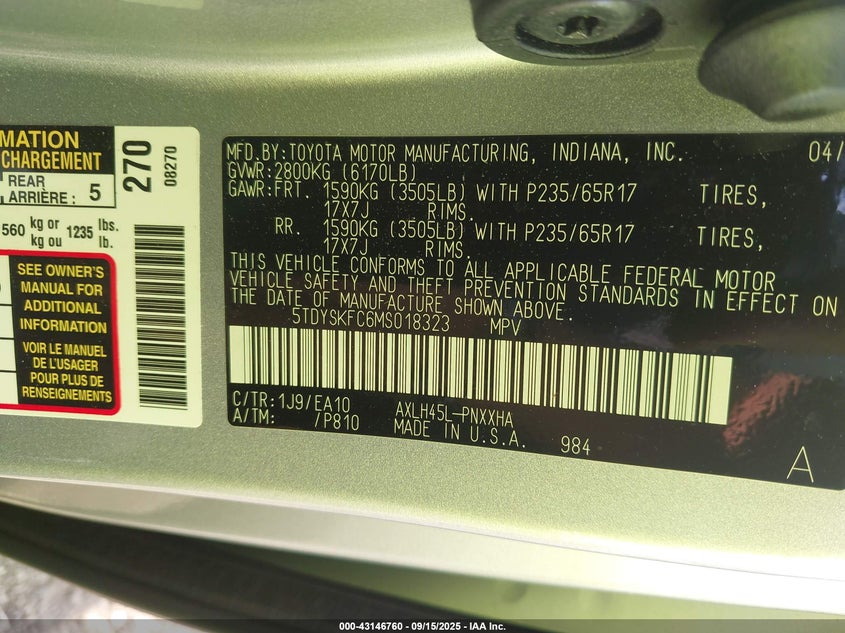 MATION
CHARGEMENT
REAR
ARRIÈRE : 5
560 kg or 1235 lbs.
kg ou lb.
SEE OWNER'S
MANUAL FOR
ADDITIONAL
INFORMATION
VOIR LE MANUEL
DE L'USAGER
POUR PLUS DE
RENSEIGNEMENTS
270
08270
MFD.BY:TOYOTA MOTOR MANUFACTURING, INDIANA, INC. 04/
GVWR:2800KG (6170LB)
GAWR:FRT. 1590KG (3505LB) WITH P235/65R17 TIRES,
17X7J RIMS.
RR. 1590KG (3505LB) WITH P235/65R17 TIRES,
17X7J RIMS.
THIS VEHICLE CONFORMS TO ALL APPLICABLE FEDERAL MOTOR
VEHICLE SAFETY AND THEFT PREVENTION STANDARDS IN EFFECT ON
THE DATE OF MANUFACTURE SHOWN ABOVE.
5TDYSKFC6MS018323 MPV
C/TR:1J9/EA10 AXLH45L-PNXXHA
A/TM: /P810 MADE IN U.S.A. 984
A
000-43146760 - 09/15/2025 - IAA Inc.